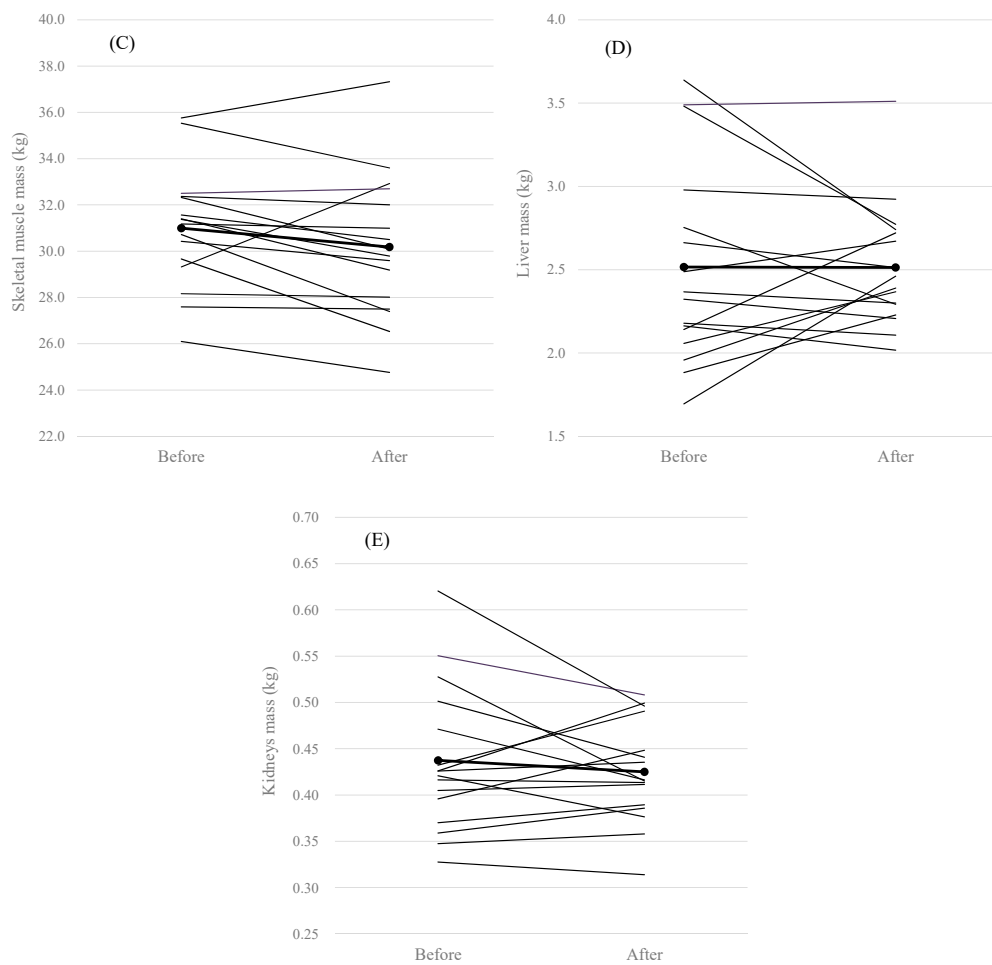 (C)
Skeletal muscle mass (kg)
40.0
38.0
36.0
34.0
32.0
30.0
28.0
26.0
24.0
22.0
Before After
(D)
Liver mass (kg)
4.0
3.5
3.0
2.5
2.0
1.5
Before After
(E)
Kidneys mass (kg)
0.70
0.65
0.60
0.55
0.50
0.45
0.40
0.35
0.30
0.25
Before After